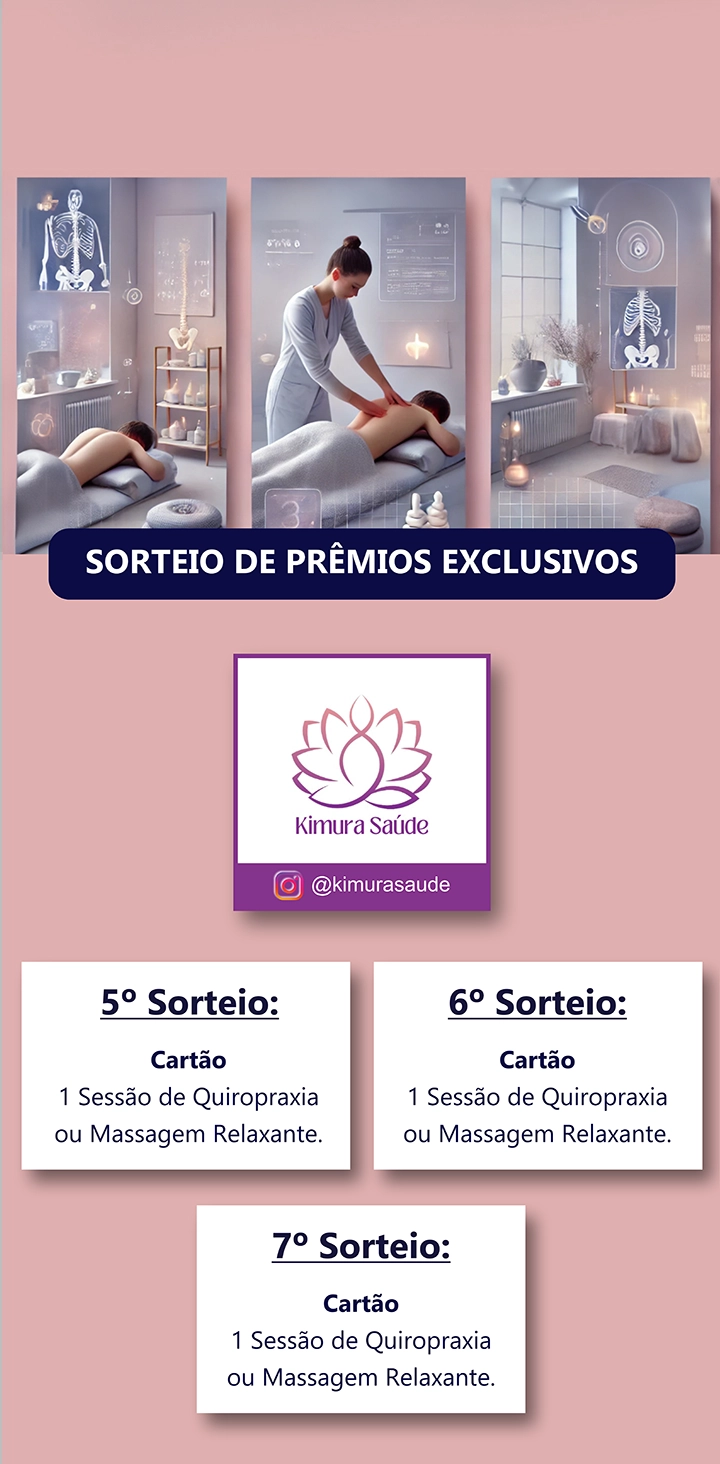 3
SORTEIO DE PRÊMIOS EXCLUSIVOS
Kimura Saúde
@kimurasaude
5º Sorteio:
Cartão
1 Sessão de Quiropraxia
ou Massagem Relaxante.
6º Sorteio:
Cartão
1 Sessão de Quiropraxia
ou Massagem Relaxante.
7º Sorteio:
Cartão
1 Sessão de Quiropraxia
ou Massagem Relaxante.